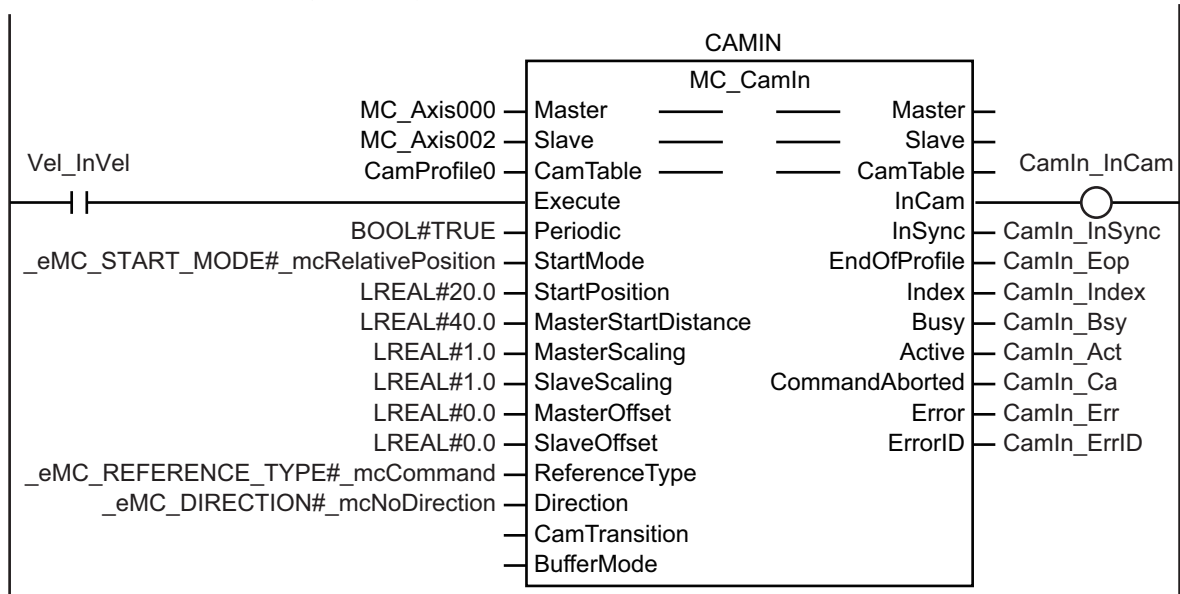 CAMIN
MC_CamIn
MC_Axis000 Master Master
MC_Axis002 Slave Slave
CamProfile0 CamTable CamTable
Vel_InVel Execute InCam CamIn_InCam
BOOL#TRUE Periodic InSync CamIn_InSync
_eMC_START_MODE#_mcRelativePosition StartMode EndOfProfile CamIn_Eop
LREAL#20.0 StartPosition Index CamIn_Index
LREAL#40.0 MasterStartDistance Busy CamIn_Bsy
LREAL#1.0 MasterScaling Active CamIn_Act
LREAL#1.0 SlaveScaling CommandAborted CamIn_Ca
LREAL#0.0 MasterOffset Error CamIn_Err
LREAL#0.0 SlaveOffset ErrorID CamIn_ErrID
_eMC_REFERENCE_TYPE#_mcCommand ReferenceType
_eMC_DIRECTION#_mcNoDirection Direction
CamTransition
BufferMode